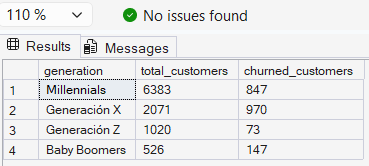 110 % No issues found
Results Messages
generation total_customers churned_customers
1 Millennials 6383 847
2 Generación X 2071 970
3 Generación Z 1020 73
4 Baby Boomers 526 147